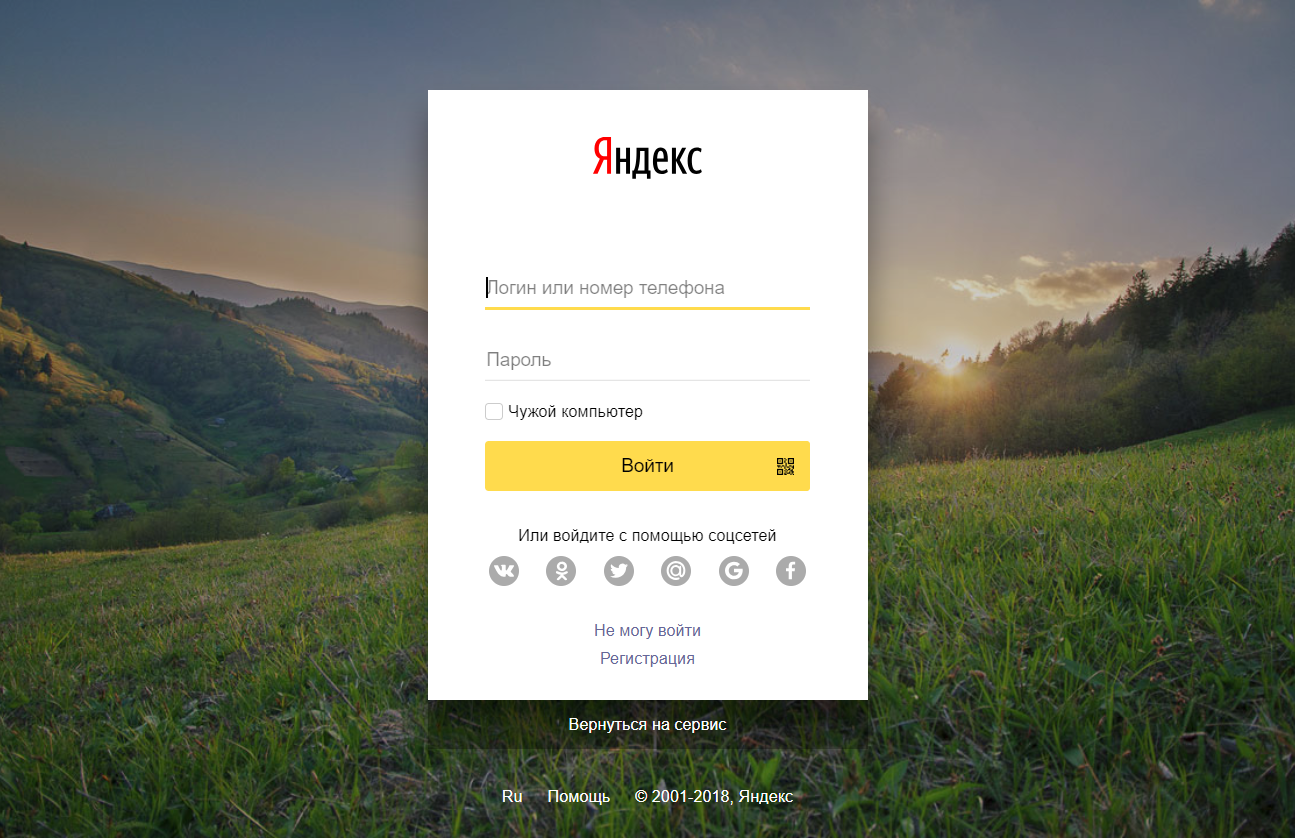 Яндекс
Логин или номер телефона
Пароль
Чужой компьютер
Войти
Или войдите с помощью соцсетей
Не могу войти
Регистрация
Вернуться на сервис
Ru Помощь © 2001-2018, Яндекс